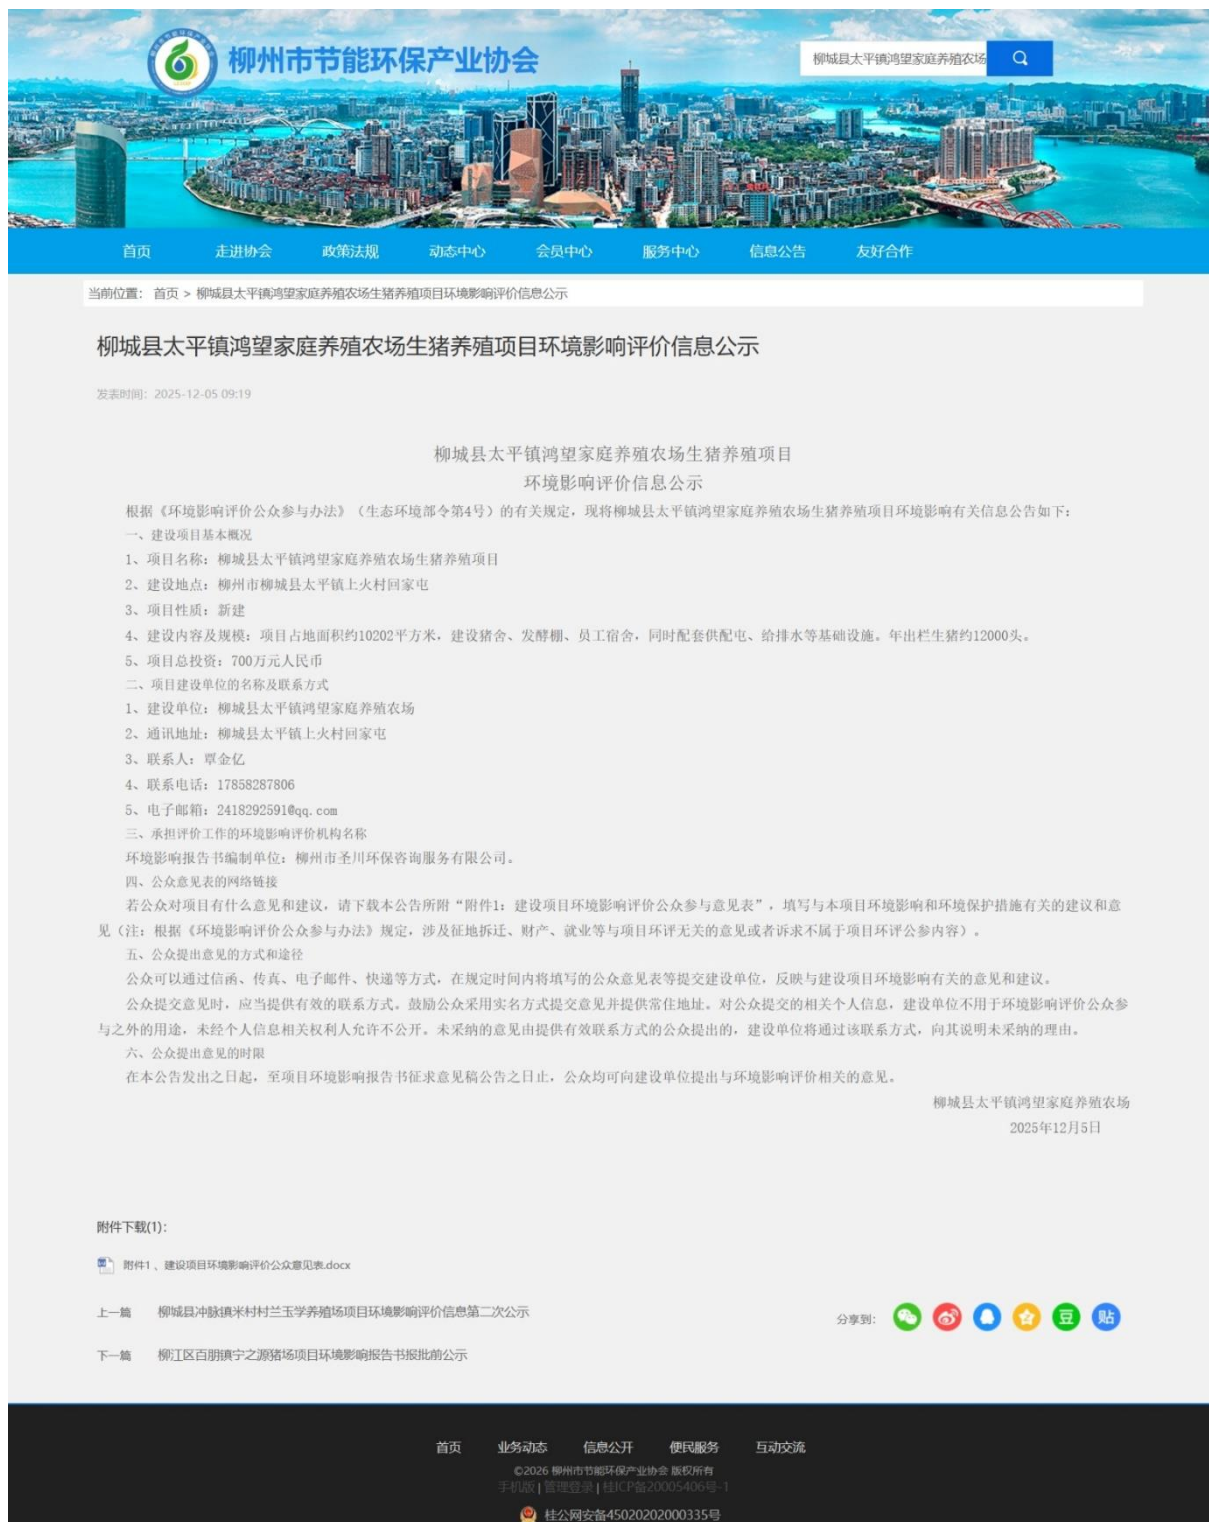 柳州市节能环保产业协会
柳城县太平镇鸿望家庭养殖农场
首页 走进协会 政策法规 动态中心 会员中心 服务中心 信息公告 友好合作
当前位置： 首页 > 柳城县太平镇鸿望家庭养殖农场生猪养殖项目环境影响评价信息公示
柳城县太平镇鸿望家庭养殖农场生猪养殖项目环境影响评价信息公示
发表时间：2025-12-05 09:19
柳城县太平镇鸿望家庭养殖农场生猪养殖项目
环境影响评价信息公示
根据《环境影响评价公众参与办法》（生态环境部令第4号）的有关规定，现将柳城县太平镇鸿望家庭养殖农场生猪养殖项目环境影响有关信息公告如下：
一、建设项目基本概况
1、项目名称：柳城县太平镇鸿望家庭养殖农场生猪养殖项目
2、建设地点：柳州市柳城县太平镇上火村回家屯
3、项目性质：新建
4、建设内容及规模：项目占地面积约10202平方米，建设猪舍、发酵棚、员工宿舍，同时配套供配电、给排水等基础设施。年出栏生猪约12000头。
5、项目总投资：700万元人民币
二、项目建设单位的名称及联系方式
1、建设单位：柳城县太平镇鸿望家庭养殖农场
2、通讯地址：柳城县太平镇上火村回家屯
3、联系人：覃金亿
4、联系电话：17858287806
5、电子邮箱：2418292591@qq.com
三、承担评价工作的环境影响评价机构名称
环境影响报告书编制单位：柳州市圣川环保咨询服务有限公司。
四、公众意见表的网络链接
若公众对项目有什么意见和建议，请下载本公告所附“附件1：建设项目环境影响评价公众参与意见表”，填写与本项目环境影响和环境保护措施有关的建议和意
见（注：根据《环境影响评价公众参与办法》规定，涉及征地拆迁、财产、就业等与项目环评无关的意见或者诉求不属于项目环评公参内容）。
五、公众提出意见的方式和途径
公众可以通过信函、传真、电子邮件、快递等方式，在规定时间内将填写的公众意见表等提交建设单位，反映与建设项目环境影响有关的意见和建议。
公众提交意见时，应当提供有效的联系方式。鼓励公众采用实名方式提交意见并提供常住地址。对公众提交的相关个人信息，建设单位不用于环境影响评价公众参
与之外的用途，未经个人信息相关权利人允许不公开。未采纳的意见由提供有效联系方式的公众提出的，建设单位将通过该联系方式，向其说明未采纳的理由。
六、公众提出意见的时限
在本公告发出之日起，至项目环境影响报告书征求意见稿公告之日止，公众均可向建设单位提出与环境影响评价相关的意见。
柳城县太平镇鸿望家庭养殖农场
2025年12月5日
附件下载(1)：
附件1 、建设项目环境影响评价公众意见表.docx
上一篇 柳城县冲脉镇米村村兰玉学养殖场项目环境影响评价信息第二次公示
分享到： 豆 贴
下一篇 柳江区百朋镇宁之源猪场项目环境影响报告书报批前公示
首页 业务动态 信息公开 便民服务 互动交流
©2026 柳州市节能环保产业协会 版权所有
手机版 | 管理登录 | 桂ICP备20005406号-1
桂公网安备45020202000335号